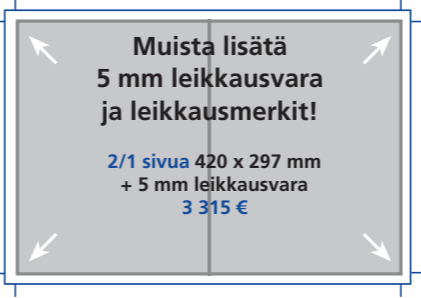 Muista lisätä
5 mm leikkausvara
ja leikkausmerkit!
2/1 sivua 420 x 297 mm
+ 5 mm leikkausvara
3 315 €